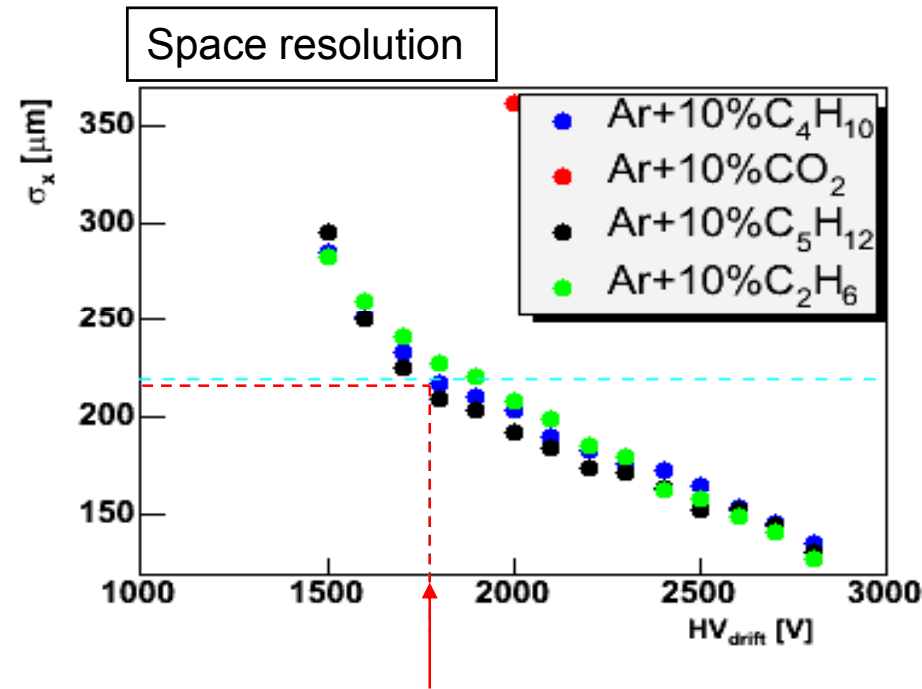 Space resolution
σₓ [μm]
350
300
250
200
150
Ar+10%C₄H₁₀
Ar+10%CO₂
Ar+10%C₅H₁₂
Ar+10%C₂H₆
1000 1500 2000 2500 3000
HV_drift [V]